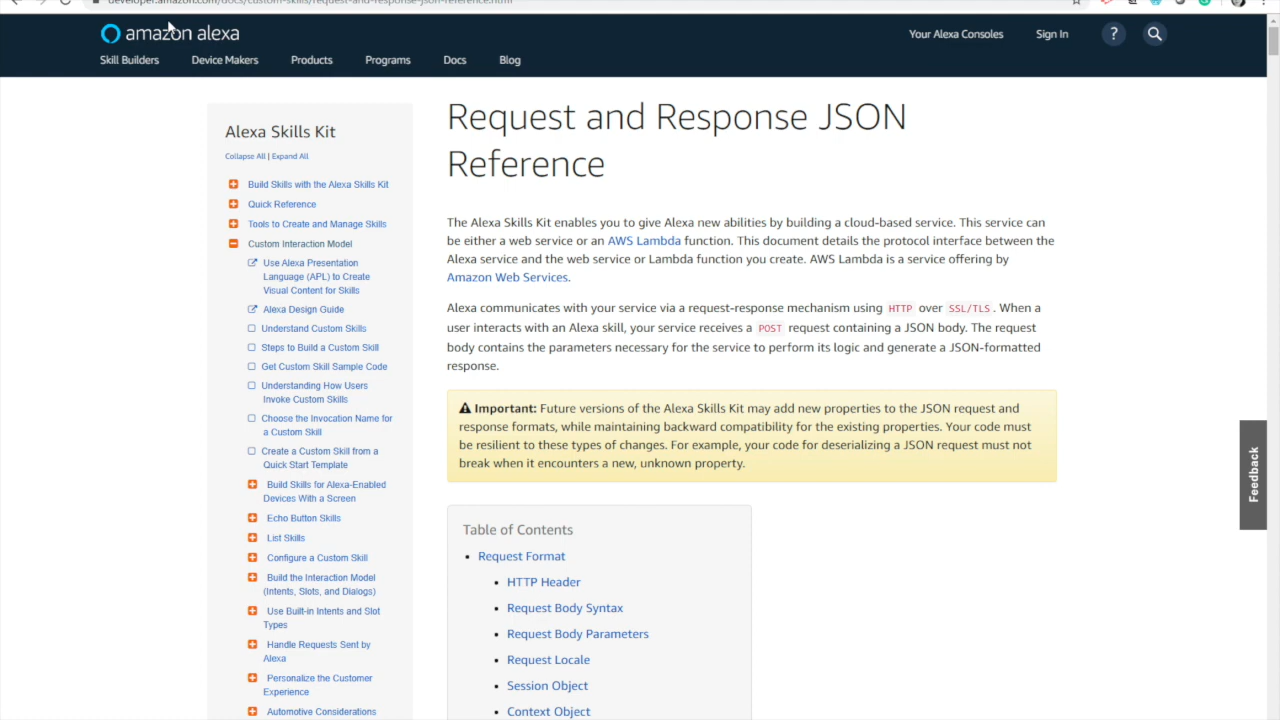 developer.amazon.com/docs/custom-skills/request-and-response-json-reference.html
amazon alexa
Your Alexa Consoles
Sign In
?
Skill Builders
Device Makers
Products
Programs
Docs
Blog
Alexa Skills Kit
Collapse All | Expand All
Build Skills with the Alexa Skills Kit
Quick Reference
Tools to Create and Manage Skills
Custom Interaction Model
Use Alexa Presentation
Language (APL) to Create
Visual Content for Skills
Alexa Design Guide
Understand Custom Skills
Steps to Build a Custom Skill
Get Custom Skill Sample Code
Understanding How Users
Invoke Custom Skills
Choose the Invocation Name for
a Custom Skill
Create a Custom Skill from a
Quick Start Template
Build Skills for Alexa-Enabled
Devices With a Screen
Echo Button Skills
List Skills
Configure a Custom Skill
Build the Interaction Model
(Intents, Slots, and Dialogs)
Use Built-in Intents and Slot
Types
Handle Requests Sent by
Alexa
Personalize the Customer
Experience
Automotive Considerations
Request and Response JSON
Reference
The Alexa Skills Kit enables you to give Alexa new abilities by building a cloud-based service. This service can
be either a web service or an AWS Lambda function. This document details the protocol interface between the
Alexa service and the web service or Lambda function you create. AWS Lambda is a service offering by
Amazon Web Services.
Alexa communicates with your service via a request-response mechanism using HTTP over SSL/TLS. When a
user interacts with an Alexa skill, your service receives a POST request containing a JSON body. The request
body contains the parameters necessary for the service to perform its logic and generate a JSON-formatted
response.
Important: Future versions of the Alexa Skills Kit may add new properties to the JSON request and
response formats, while maintaining backward compatibility for the existing properties. Your code must
be resilient to these types of changes. For example, your code for deserializing a JSON request must not
break when it encounters a new, unknown property.
Table of Contents
Request Format
HTTP Header
Request Body Syntax
Request Body Parameters
Request Locale
Session Object
Context Object
Feedback